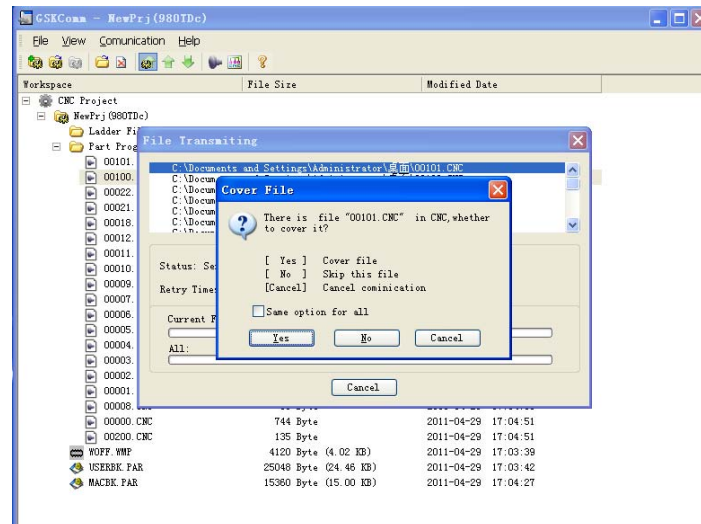 GSKComm - NewPrj(980TDc)
File View Comunication Help
Workspace File Size Modified Date
CNC Project
NewPrj(980TDc)
Ladder
Part
File Transmiting
00101.
C:\Documents and Settings\Administrator\桌面\00101.CNC
00100.
00022.
00021.
00018.
00012.
00011.
00010.
00009.
00007.
00006.
00005.
00004.
00003.
00002.
00001.
00008.
Cover File
There is file "00101.CNC" in CNC,whether
to cover it?
[ Yes ] Cover file
[ No ] Skip this file
[Cancel] Cancel cominication
Same option for all
Yes No Cancel
Status:
Retry
Current
All:
Cancel
00000.CNC 744 Byte 2011-04-29 17:04:51
00200.CNC 135 Byte 2011-04-29 17:04:51
WOFF.WMP 4120 Byte (4.02 KB) 2011-04-29 17:03:39
USERBK.PAR 25048 Byte (24.46 KB) 2011-04-29 17:03:42
MACBK.PAR 15360 Byte (15.00 KB) 2011-04-29 17:04:27